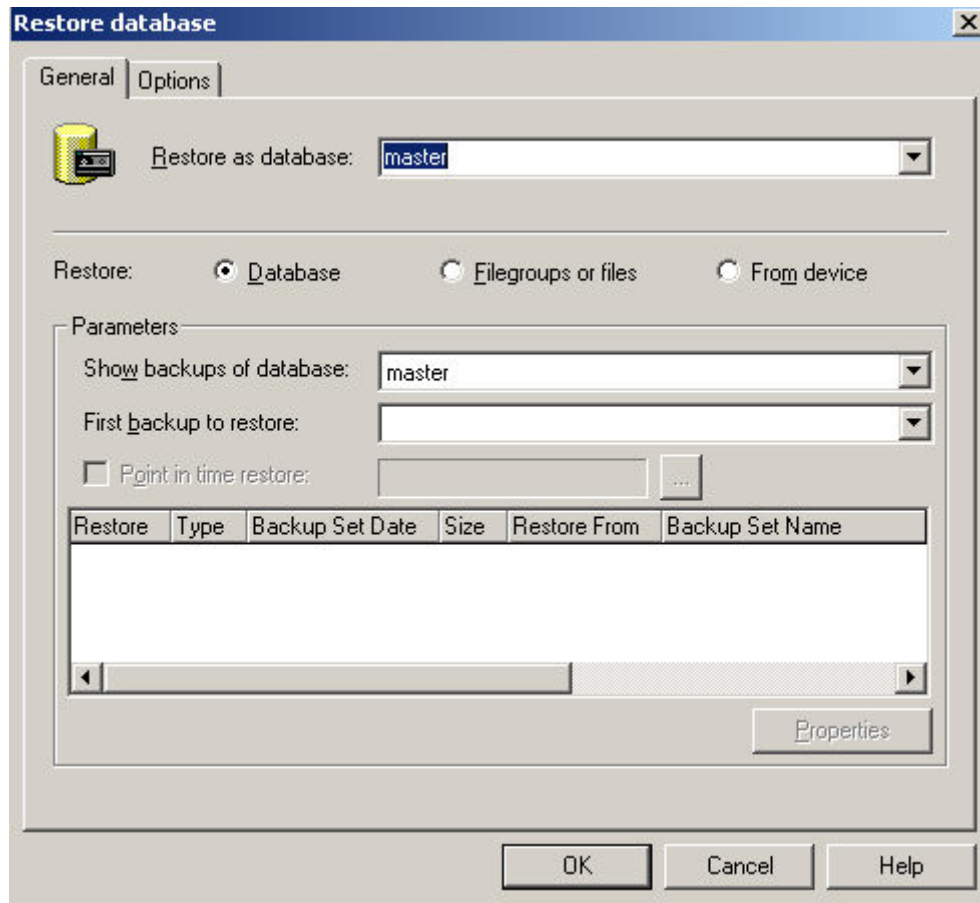 Restore database
General Options
Restore as database: master
Restore: Database Filegroups or files From device
Parameters
Show backups of database: master
First backup to restore:
Point in time restore: ...
Restore Type Backup Set Date Size Restore From Backup Set Name
Properties
OK Cancel Help